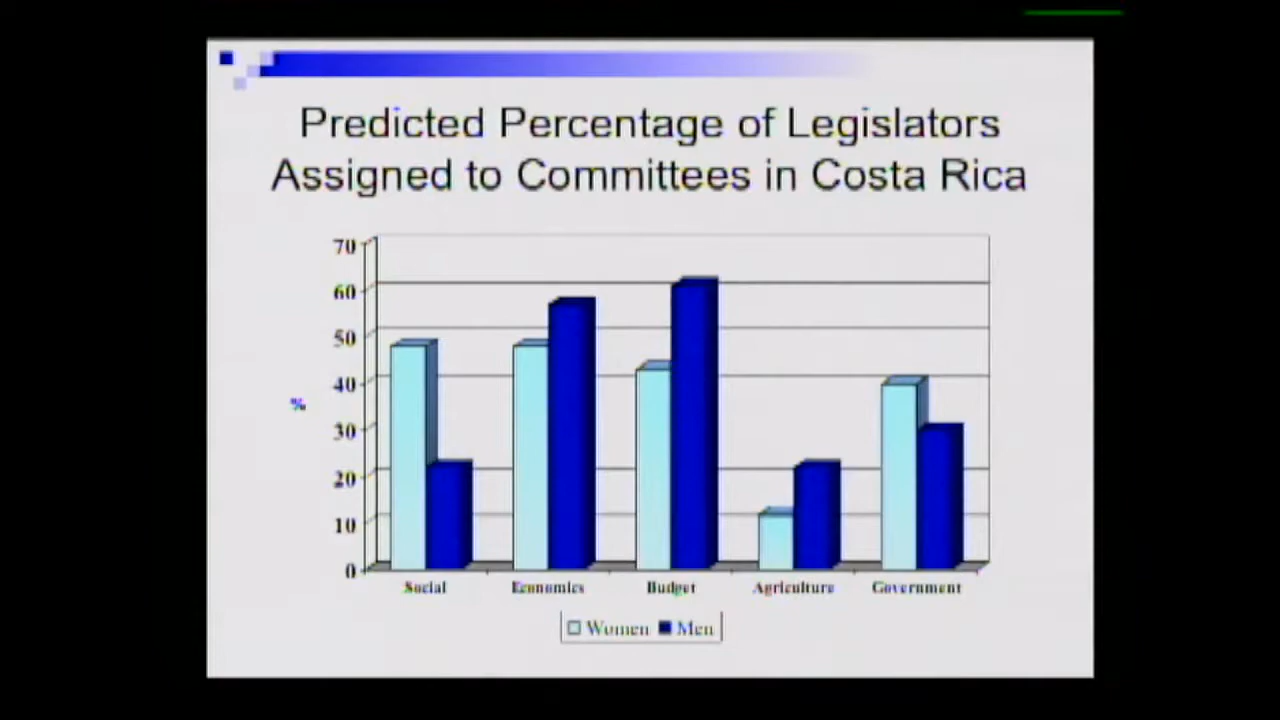 Predicted Percentage of Legislators
Assigned to Committees in Costa Rica
70
60
50
40
30
20
10
0
%
Social Economics Budget Agriculture Government
Women Men